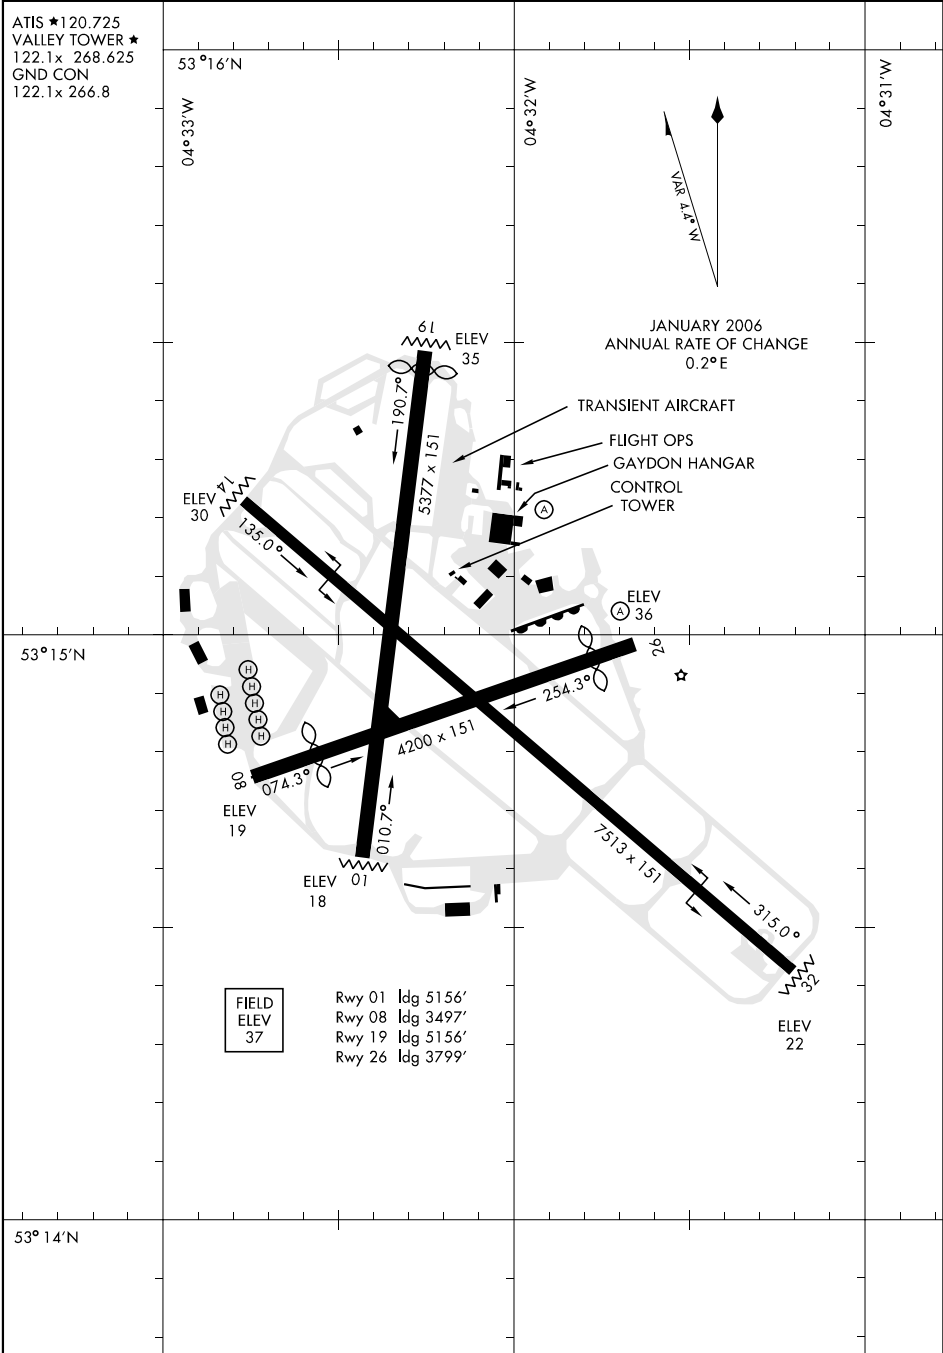 ATIS ★120.725
VALLEY TOWER ★
122.1x 268.625
GND CON
122.1x 266.8
53°16'N
04°33'W
04°32'W
04°31'W
VAR 4.4° W
JANUARY 2006
ANNUAL RATE OF CHANGE
0.2° E
19
ELEV
35
190.7°
5377 x 151
TRANSIENT AIRCRAFT
FLIGHT OPS
GAYDON HANGAR
CONTROL
TOWER
A
14
ELEV
30
135.0°
A
ELEV
36
26
53°15'N
254.3°
4200 x 151
H
H
H
H
H
H
H
H
H
08
074.3°
ELEV
19
010.7°
01
ELEV
18
7513 x 151
315.0°
32
ELEV
22
FIELD
ELEV
37
Rwy 01 ldg 5156'
Rwy 08 ldg 3497'
Rwy 19 ldg 5156'
Rwy 26 ldg 3799'
53° 14'N